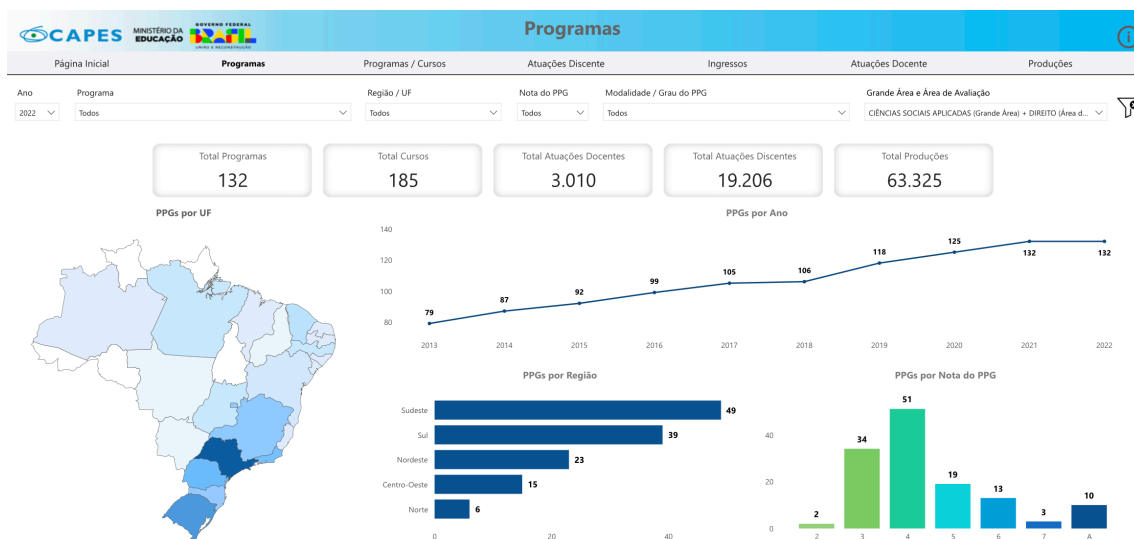 CAPES MINISTÉRIO DA EDUCAÇÃO GOVERNO FEDERAL BRASIL UNIÃO E RECONSTRUÇÃO
Programas
Página Inicial Programas Programas / Cursos Atuações Discente Ingressos Atuações Docente Produções
Ano Programa Região / UF Nota do PPG Modalidade / Grau do PPG Grande Área e Área de Avaliação
2022 Todos Todos Todos Todos CIÊNCIAS SOCIAIS APLICADAS (Grande Área) + DIREITO (Área d...
Total Programas Total Cursos Total Atuações Docentes Total Atuações Discentes Total Produções
132 185 3.010 19.206 63.325
PPGs por UF
PPGs por Ano
140
120
100
80
79 87 92 99 105 106 118 125 132 132
2013 2014 2015 2016 2017 2018 2019 2020 2021 2022
PPGs por Região
Sudeste 49
Sul 39
Nordeste 23
Centro-Oeste 15
Norte 6
0 20 40
PPGs por Nota do PPG
40
20
0
2 34 51 19 13 3 10
2 3 4 5 6 7 A